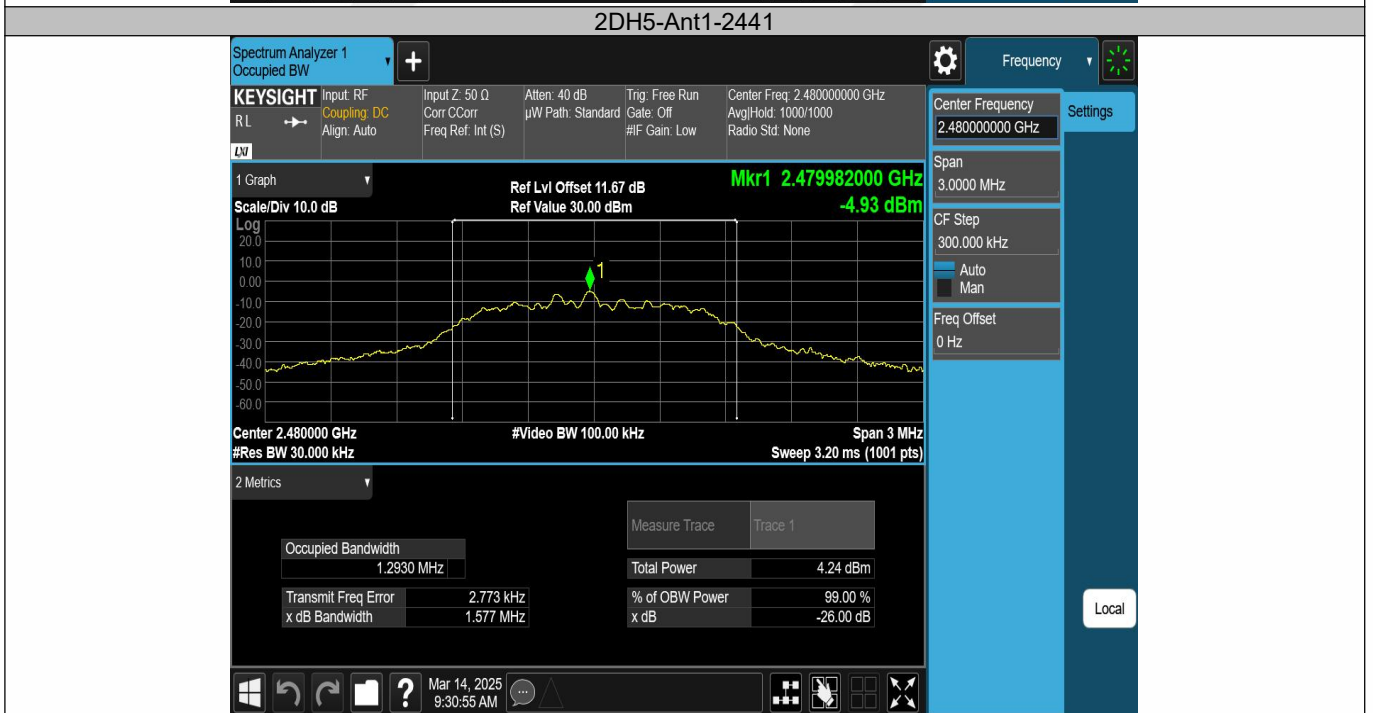 2DH5-Ant1-2441
Spectrum Analyzer 1
Occupied BW
Frequency
KEYSIGHT
R L
LXI
Input: RF
Coupling: DC
Align: Auto
Input Z: 50 Ω
Corr CCorr
Freq Ref: Int (S)
Atten: 40 dB
µW Path: Standard
Trig: Free Run
Gate: Off
#IF Gain: Low
Center Freq: 2.480000000 GHz
Avg|Hold: 1000/1000
Radio Std: None
Center Frequency
2.480000000 GHz
Settings
Span
3.0000 MHz
CF Step
300.000 kHz
Auto
Man
Freq Offset
0 Hz
Local
1 Graph
Scale/Div 10.0 dB
Ref Lvl Offset 11.67 dB
Ref Value 30.00 dBm
Mkr1 2.479982000 GHz
-4.93 dBm
Log
20.0
10.0
0.00
-10.0
-20.0
-30.0
-40.0
-50.0
-60.0
1
Center 2.480000 GHz
#Video BW 100.00 kHz
Span 3 MHz
#Res BW 30.000 kHz
Sweep 3.20 ms (1001 pts)
2 Metrics
Measure Trace Trace 1
Occupied Bandwidth
1.2930 MHz
Total Power 4.24 dBm
Transmit Freq Error 2.773 kHz
% of OBW Power 99.00 %
x dB Bandwidth 1.577 MHz
x dB -26.00 dB
?
Mar 14, 2025
9:30:55 AM